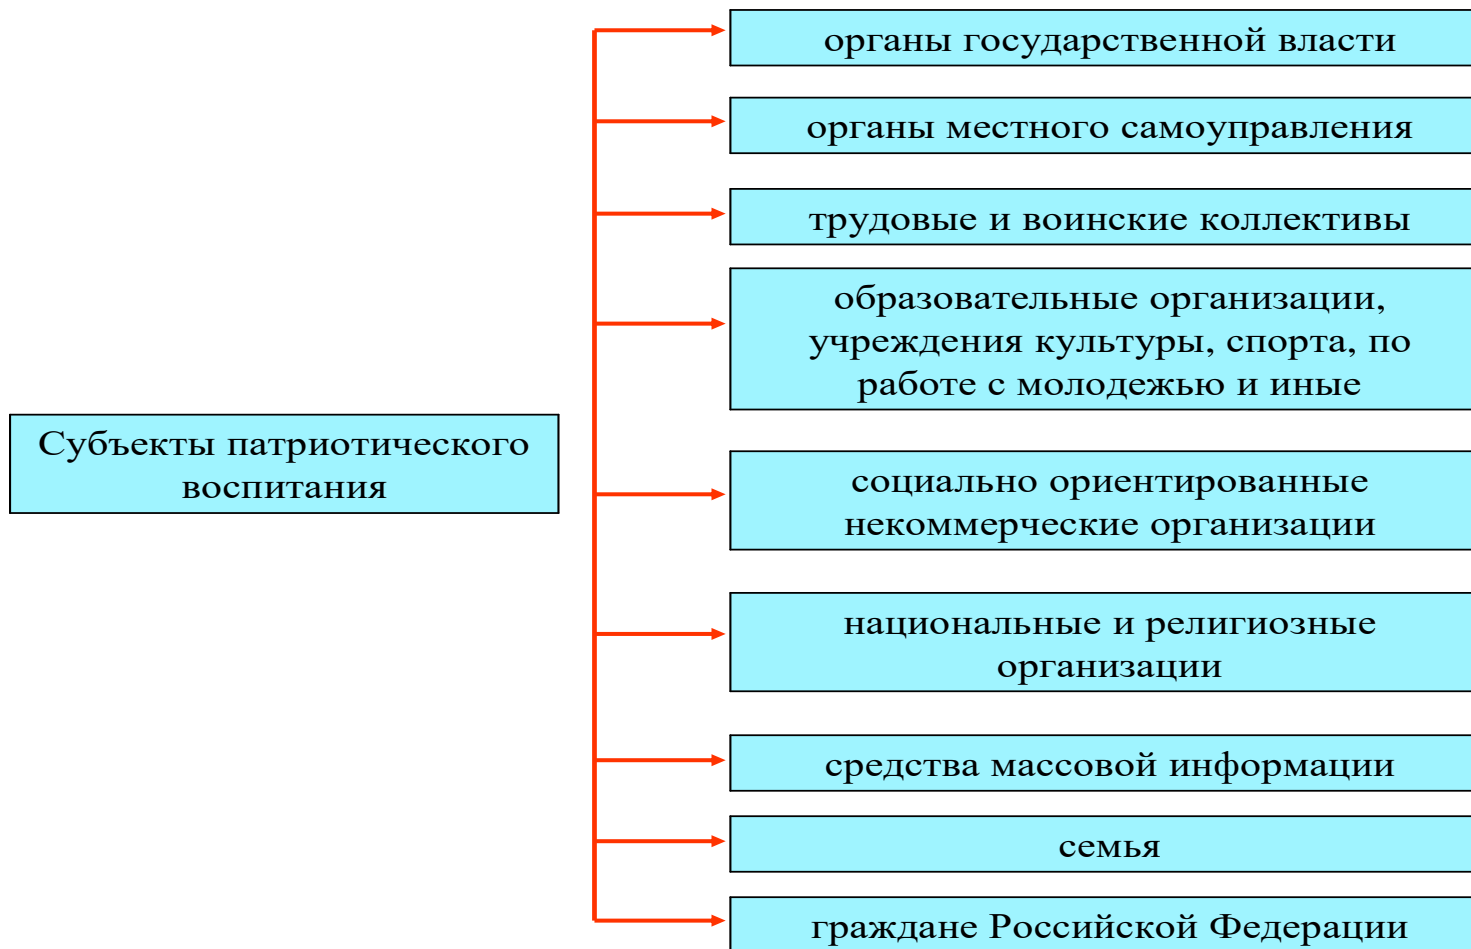 Субъекты патриотического
воспитания
органы государственной власти
органы местного самоуправления
трудовые и воинские коллективы
образовательные организации,
учреждения культуры, спорта, по
работе с молодежью и иные
социально ориентированные
некоммерческие организации
национальные и религиозные
организации
средства массовой информации
семья
граждане Российской Федерации